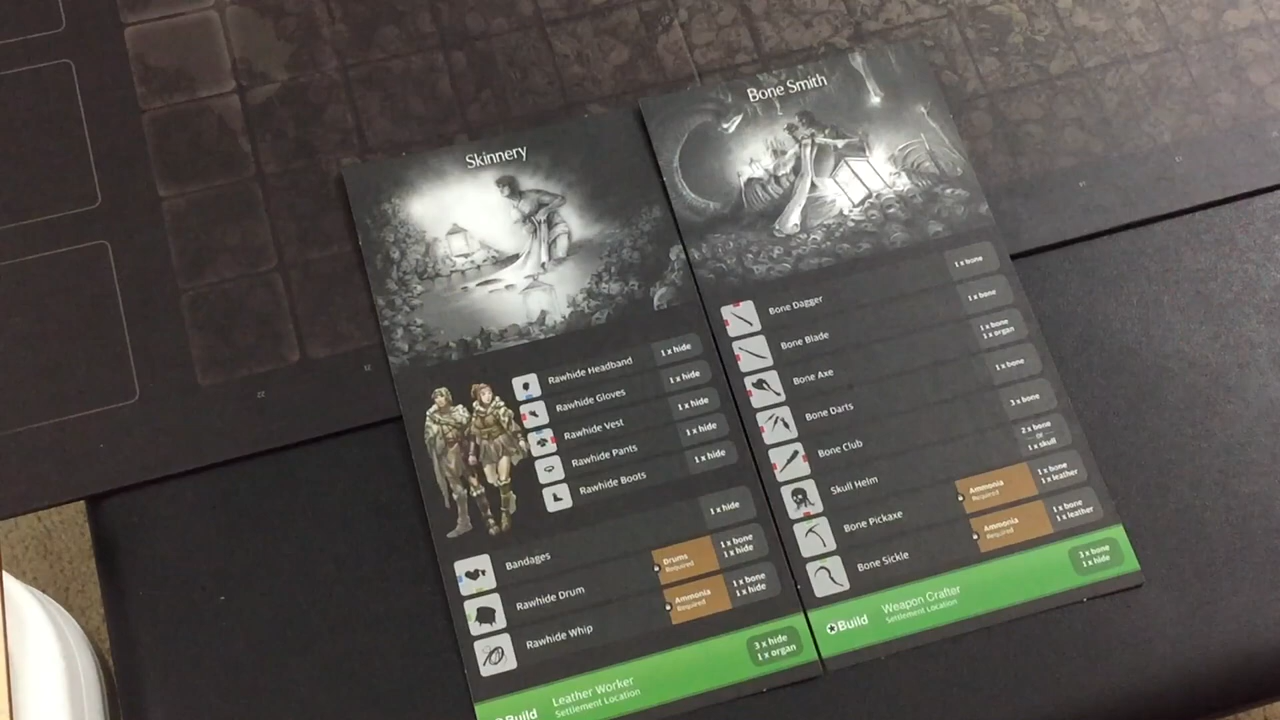 Skinnery
Rawhide Headband
1 x hide
Rawhide Gloves
1 x hide
Rawhide Vest
1 x hide
Rawhide Pants
1 x hide
Rawhide Boots
1 x hide
Bandages
1 x hide
Rawhide Drum
Drums
Required
1 x bone
1 x hide
Rawhide Whip
Ammonia
Required
1 x bone
1 x hide
Build
Leather Worker
Settlement Location
3 x hide
1 x organ
Bone Smith
Bone Dagger
1 x bone
Bone Blade
1 x bone
Bone Axe
1 x bone
1 x organ
Bone Darts
1 x bone
Bone Club
3 x bone
Skull Helm
2 x bone
or
1 x skull
Bone Pickaxe
Ammonia
Required
1 x bone
1 x leather
Bone Sickle
Ammonia
Required
1 x bone
1 x leather
Build
Weapon Crafter
Settlement Location
3 x bone
1 x hide
22